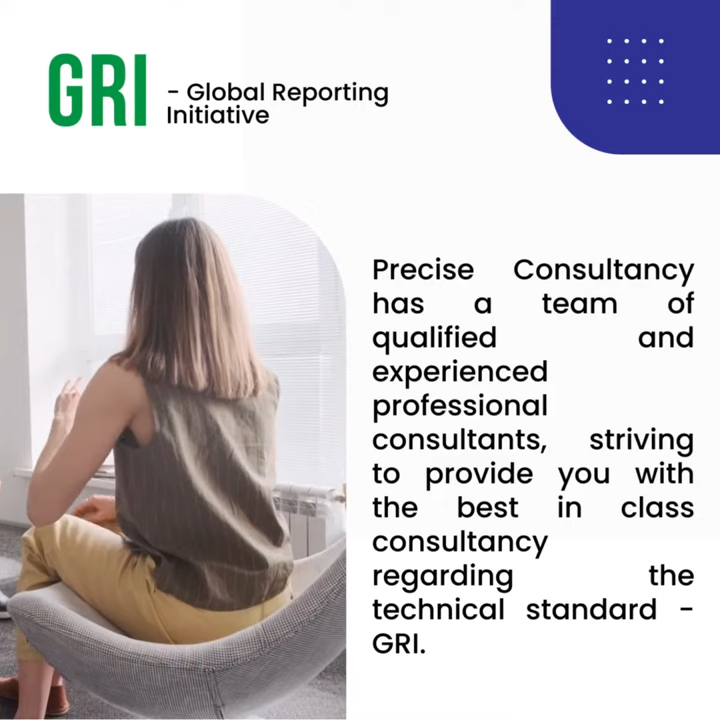 GRI - Global Reporting
Initiative
Precise Consultancy
has a team of
qualified and
experienced
professional
consultants, striving
to provide you with
the best in class
consultancy
regarding the
technical standard -
GRI.